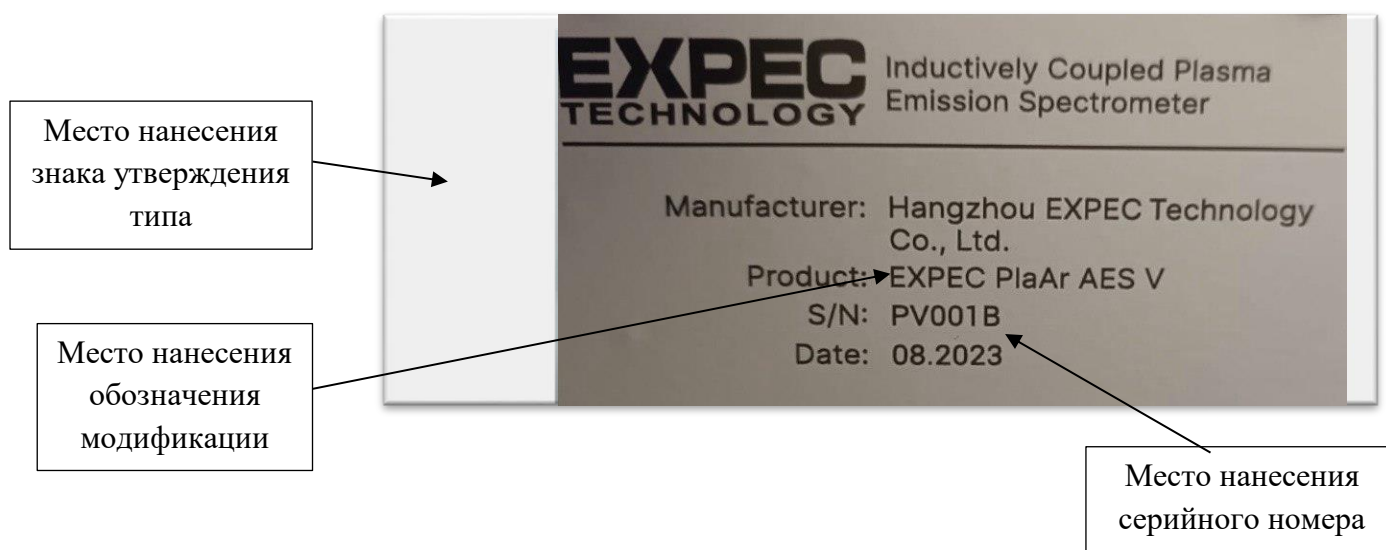 EXPEC
TECHNOLOGY
Inductively Coupled Plasma
Emission Spectrometer
Место нанесения
знака утверждения
типа
Manufacturer: Hangzhou EXPEC Technology
Co., Ltd.
Product: EXPEC PlaAr AES V
S/N: PV001B
Date: 08.2023
Место нанесения
обозначения
модификации
Место нанесения
серийного номера